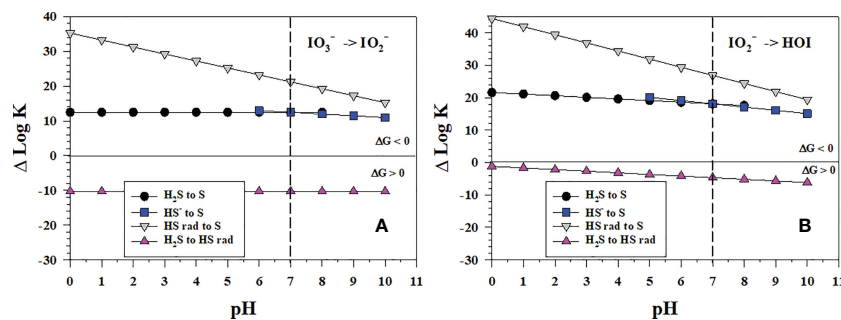 40
30
20
10
0
-10
-20
-30
Δ Log K
IO₃⁻ -> IO₂⁻
ΔG < 0
ΔG > 0
H₂S to S
HS⁻ to S
HS rad to S
H₂S to HS rad
A
0 1 2 3 4 5 6 7 8 9 10 11
pH
40
30
20
10
0
-10
-20
-30
Δ Log K
IO₂⁻ -> HOI
ΔG < 0
ΔG > 0
H₂S to S
HS⁻ to S
HS rad to S
H₂S to HS rad
B
0 1 2 3 4 5 6 7 8 9 10 11
pH